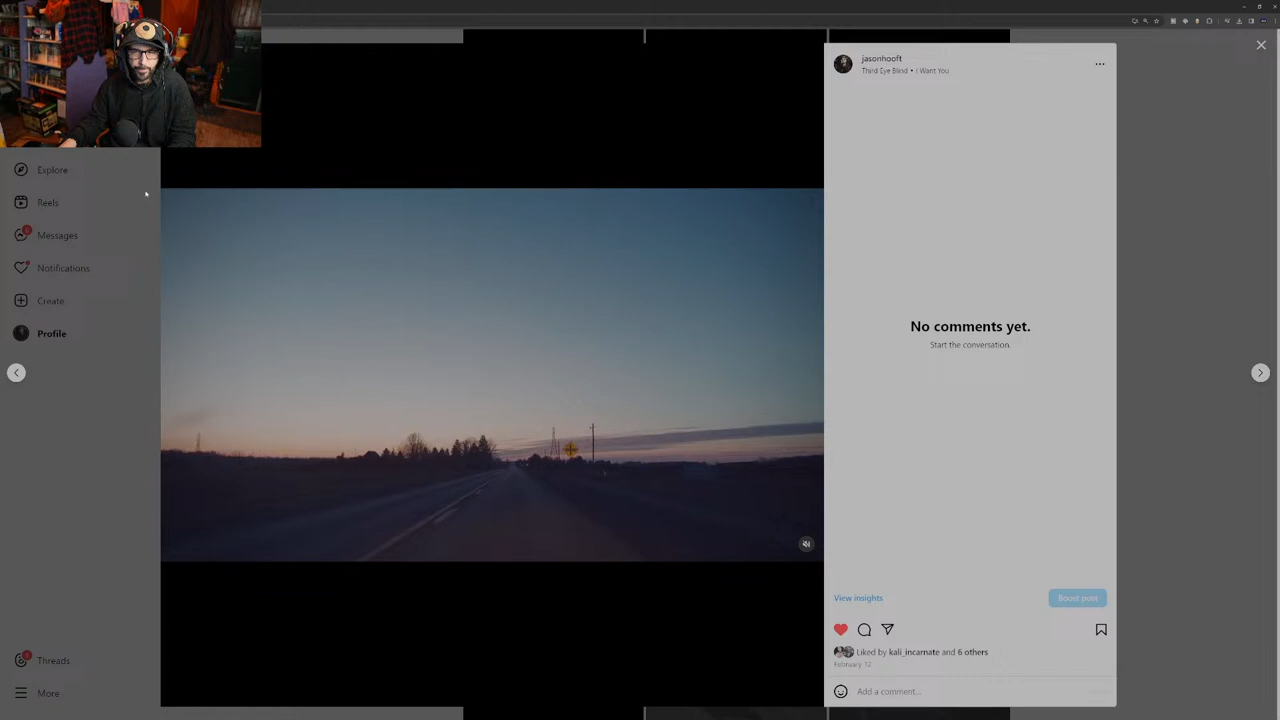 jasonhooft
Third Eye Blind • I Want You
Explore
Reels
Messages
Notifications
Create
Profile
No comments yet.
Start the conversation.
View insights
Boost post
Liked by kali_incarnate and 6 others
February 12
Threads
More
Add a comment...